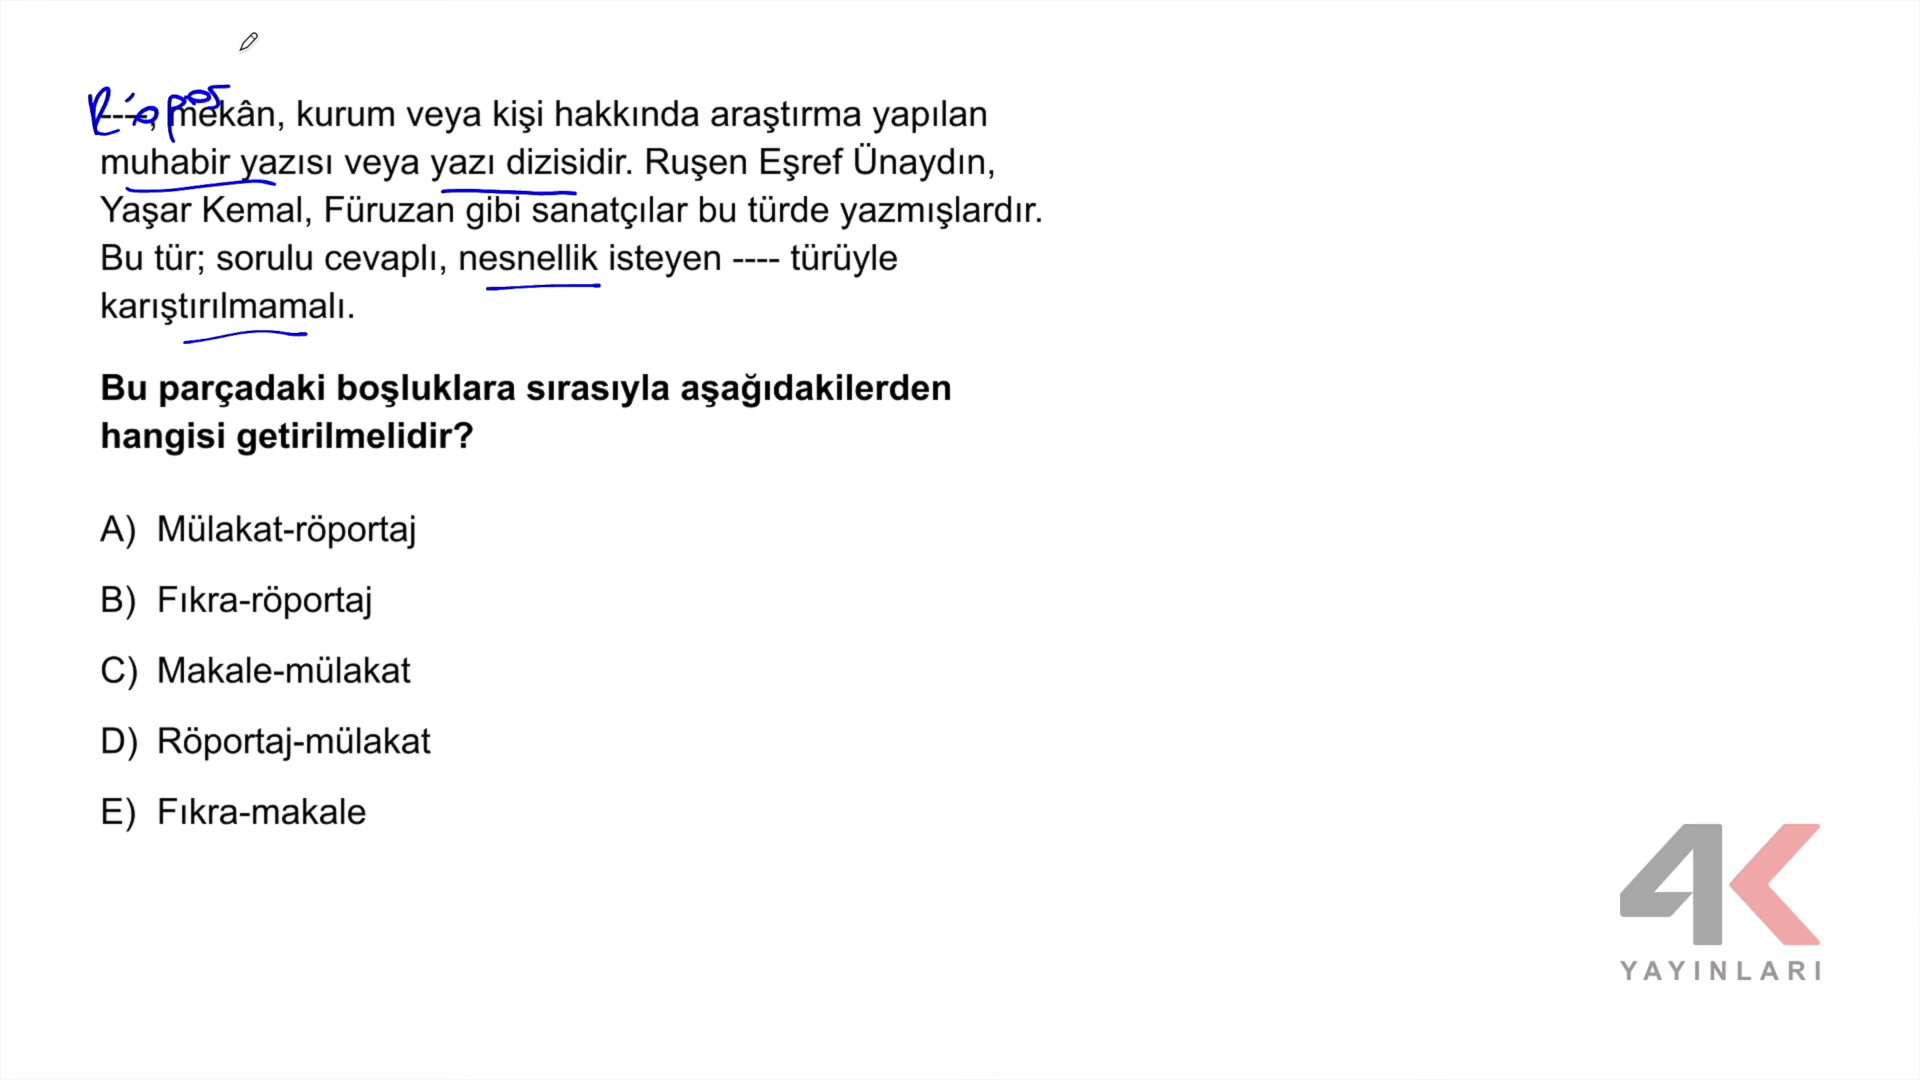 Röpor
----, mekân, kurum veya kişi hakkında araştırma yapılan
muhabir yazısı veya yazı dizisidir. Ruşen Eşref Ünaydın,
Yaşar Kemal, Füruzan gibi sanatçılar bu türde yazmışlardır.
Bu tür; sorulu cevaplı, nesnellik isteyen ---- türüyle
karıştırılmamalı.
Bu parçadaki boşluklara sırasıyla aşağıdakilerden
hangisi getirilmelidir?
A) Mülakat-röportaj
B) Fıkra-röportaj
C) Makale-mülakat
D) Röportaj-mülakat
E) Fıkra-makale
4K
YAYINLARI